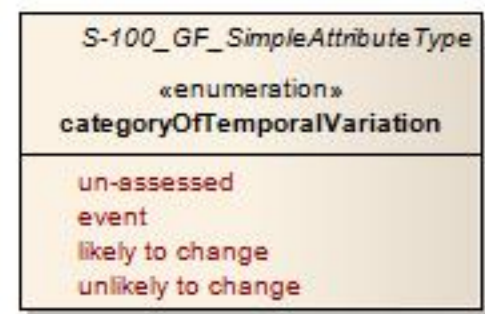 S-100_GF_SimpleAttributeType
«enumeration»
categoryOfTemporalVariation
un-assessed
event
likely to change
unlikely to change